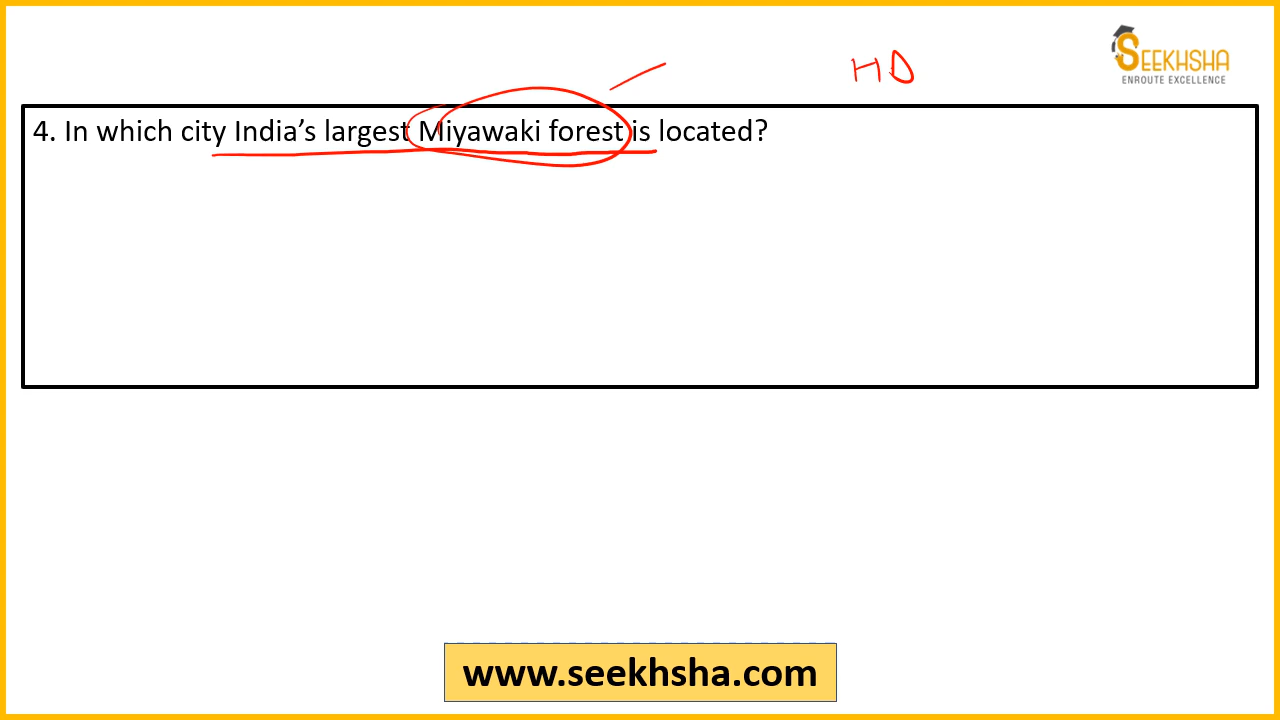 SEEKHSHA
ENROUTE EXCELLENCE
HD
4. In which city India’s largest Miyawaki forest is located?
www.seekhsha.com